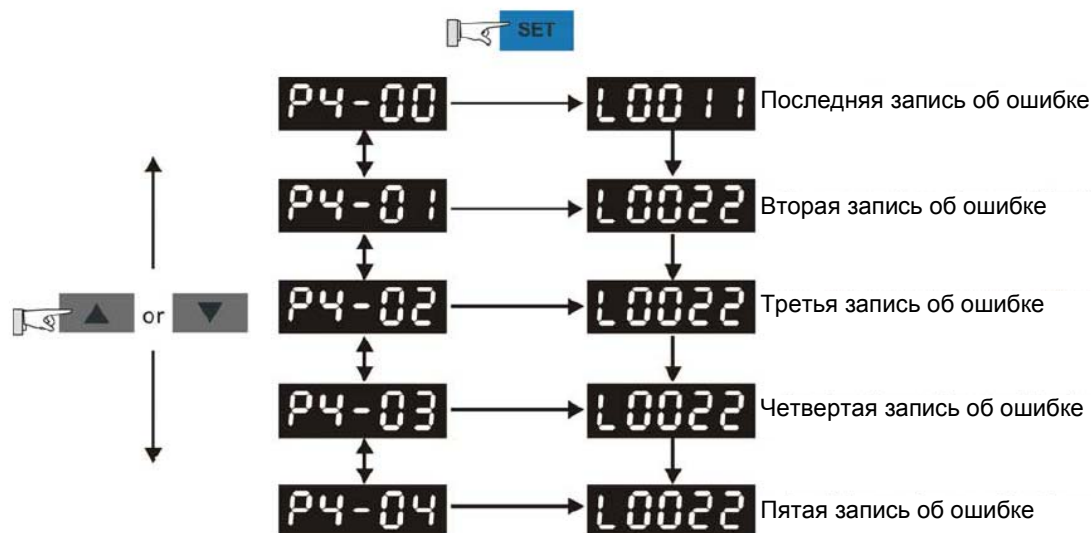 SET
P4-00 L0011 Последняя запись об ошибке
P4-01 L0022 Вторая запись об ошибке
P4-02 L0022 Третья запись об ошибке
or
P4-03 L0022 Четвертая запись об ошибке
P4-04 L0022 Пятая запись об ошибке